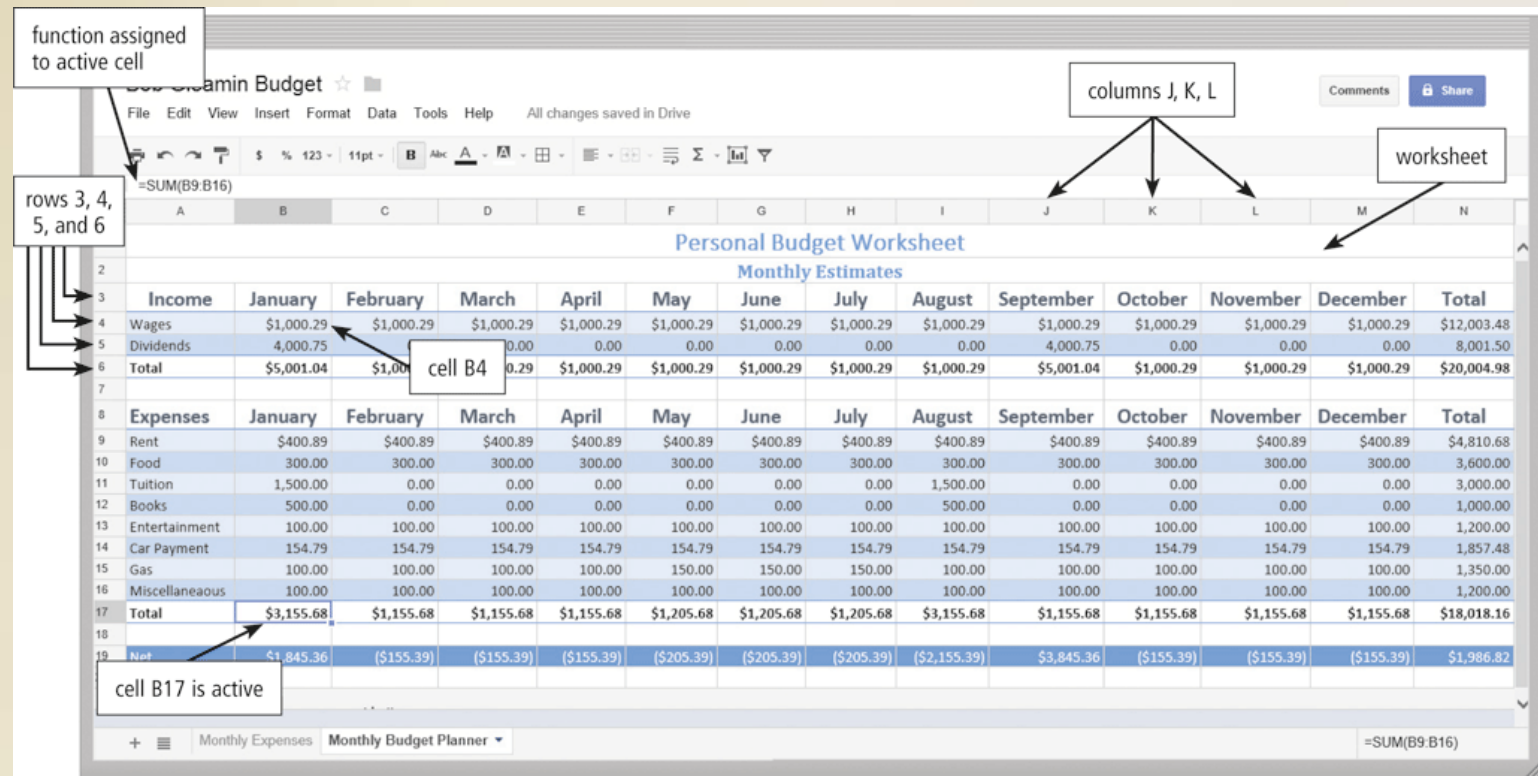 function assigned
to active cell
Budget
File Edit View Insert Format Data Tools Help All changes saved in Drive
columns J, K, L
Comments
Share
worksheet
$ % 123 11pt B Abc A A Σ
=SUM(B9:B16)
rows 3, 4,
5, and 6
A B C D E F G H I J K L M N
Personal Budget Worksheet
2 Monthly Estimates
3 Income January February March April May June July August September October November December Total
4 Wages $1,000.29 $1,000.29 $1,000.29 $1,000.29 $1,000.29 $1,000.29 $1,000.29 $1,000.29 $1,000.29 $1,000.29 $1,000.29 $1,000.29 $12,003.48
5 Dividends 4,000.75 0.00 0.00 0.00 0.00 0.00 0.00 4,000.75 0.00 0.00 0.00 8,001.50
cell B4
6 Total $5,001.04 $1,000.29 $1,000.29 $1,000.29 $1,000.29 $1,000.29 $5,001.04 $1,000.29 $1,000.29 $1,000.29 $20,004.98
7
8 Expenses January February March April May June July August September October November December Total
9 Rent $400.89 $400.89 $400.89 $400.89 $400.89 $400.89 $400.89 $400.89 $400.89 $400.89 $400.89 $400.89 $4,810.68
10 Food 300.00 300.00 300.00 300.00 300.00 300.00 300.00 300.00 300.00 300.00 300.00 300.00 3,600.00
11 Tuition 1,500.00 0.00 0.00 0.00 0.00 0.00 0.00 1,500.00 0.00 0.00 0.00 0.00 3,000.00
12 Books 500.00 0.00 0.00 0.00 0.00 0.00 0.00 500.00 0.00 0.00 0.00 0.00 1,000.00
13 Entertainment 100.00 100.00 100.00 100.00 100.00 100.00 100.00 100.00 100.00 100.00 100.00 100.00 1,200.00
14 Car Payment 154.79 154.79 154.79 154.79 154.79 154.79 154.79 154.79 154.79 154.79 154.79 154.79 1,857.48
15 Gas 100.00 100.00 100.00 100.00 150.00 150.00 150.00 100.00 100.00 100.00 100.00 100.00 1,350.00
16 Miscellaneaous 100.00 100.00 100.00 100.00 100.00 100.00 100.00 100.00 100.00 100.00 100.00 100.00 1,200.00
17 Total $3,155.68 $1,155.68 $1,155.68 $1,155.68 $1,205.68 $1,205.68 $1,205.68 $3,155.68 $1,155.68 $1,155.68 $1,155.68 $1,155.68 $18,018.16
18
19 Net $1,845.36 ($155.39) ($155.39) ($155.39) ($205.39) ($205.39) ($205.39) ($2,155.39) $3,845.36 ($155.39) ($155.39) ($155.39) $1,986.82
cell B17 is active
Monthly Expenses Monthly Budget Planner =SUM(B9:B16)